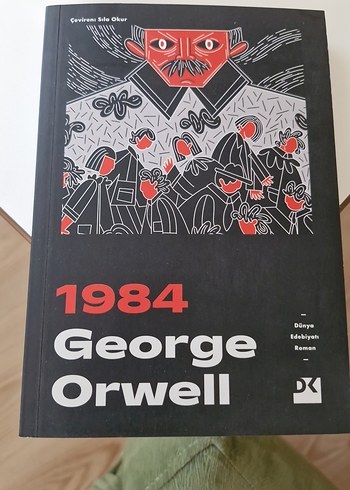 Çeviren: Sıla Okur
1984
George
Orwell
Dünya
Edebiyatı
Roman
DK